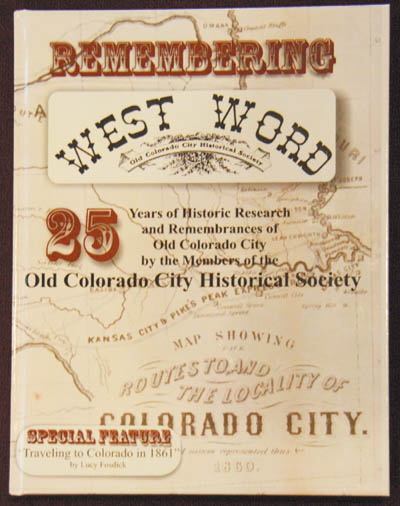 REMEMBERING
WEST WORD
Old Colorado City Historical Society
25
Years of Historic Research
and Remembrances of
Old Colorado City
by the Members of the
Old Colorado City Historical Society
KANSAS CITY & PIKE'S PEAK EXP
MAP SHOWING
THE
ROUTES TO, AND
THE LOCALITY OF
COLORADO CITY.
1860.
SPECIAL FEATURE
"Traveling to Colorado in 1861"
by Lucy Fosdick